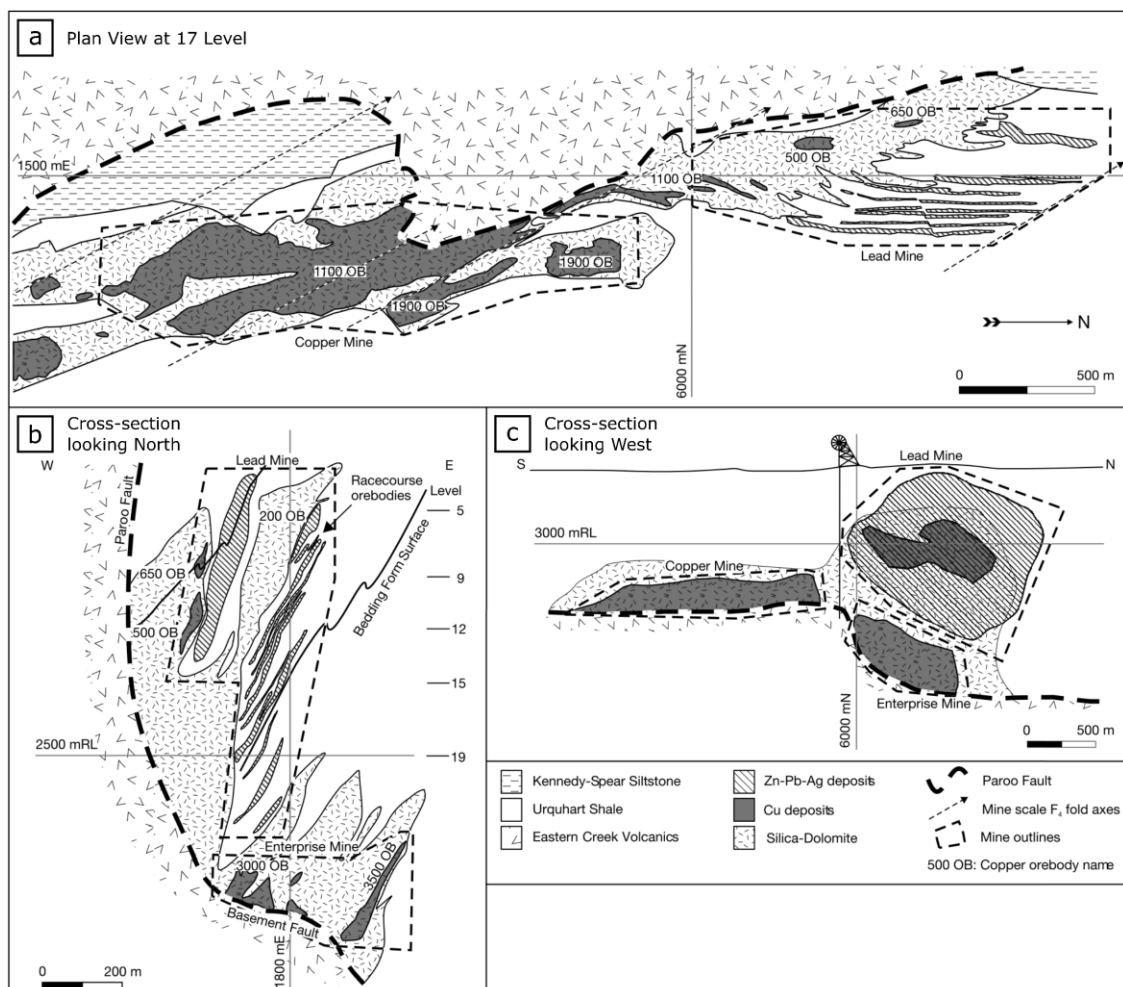 a Plan View at 17 Level
650 OB
500 OB
1500 mE
1100 OB
1100 OB
1900 OB
1900 OB
Lead Mine
Copper Mine
N
6000 mN
0 500 m
b Cross-section
looking North
W
E
Lead Mine
Racecourse
orebodies
Level
5
9
12
15
19
Paroo Fault
200 OB
650 OB
500 OB
Bedding Form Surface
2500 mRL
Enterprise Mine
3000 OB
3500 OB
Basement Fault
1800 mE
0 200 m
c Cross-section
looking West
S
N
Lead Mine
3000 mRL
Copper Mine
Enterprise Mine
6000 mN
0 500 m
Kennedy-Spear Siltstone
Urquhart Shale
Eastern Creek Volcanics
Zn-Pb-Ag deposits
Cu deposits
Silica-Dolomite
Paroo Fault
Mine scale F4 fold axes
Mine outlines
500 OB: Copper orebody name